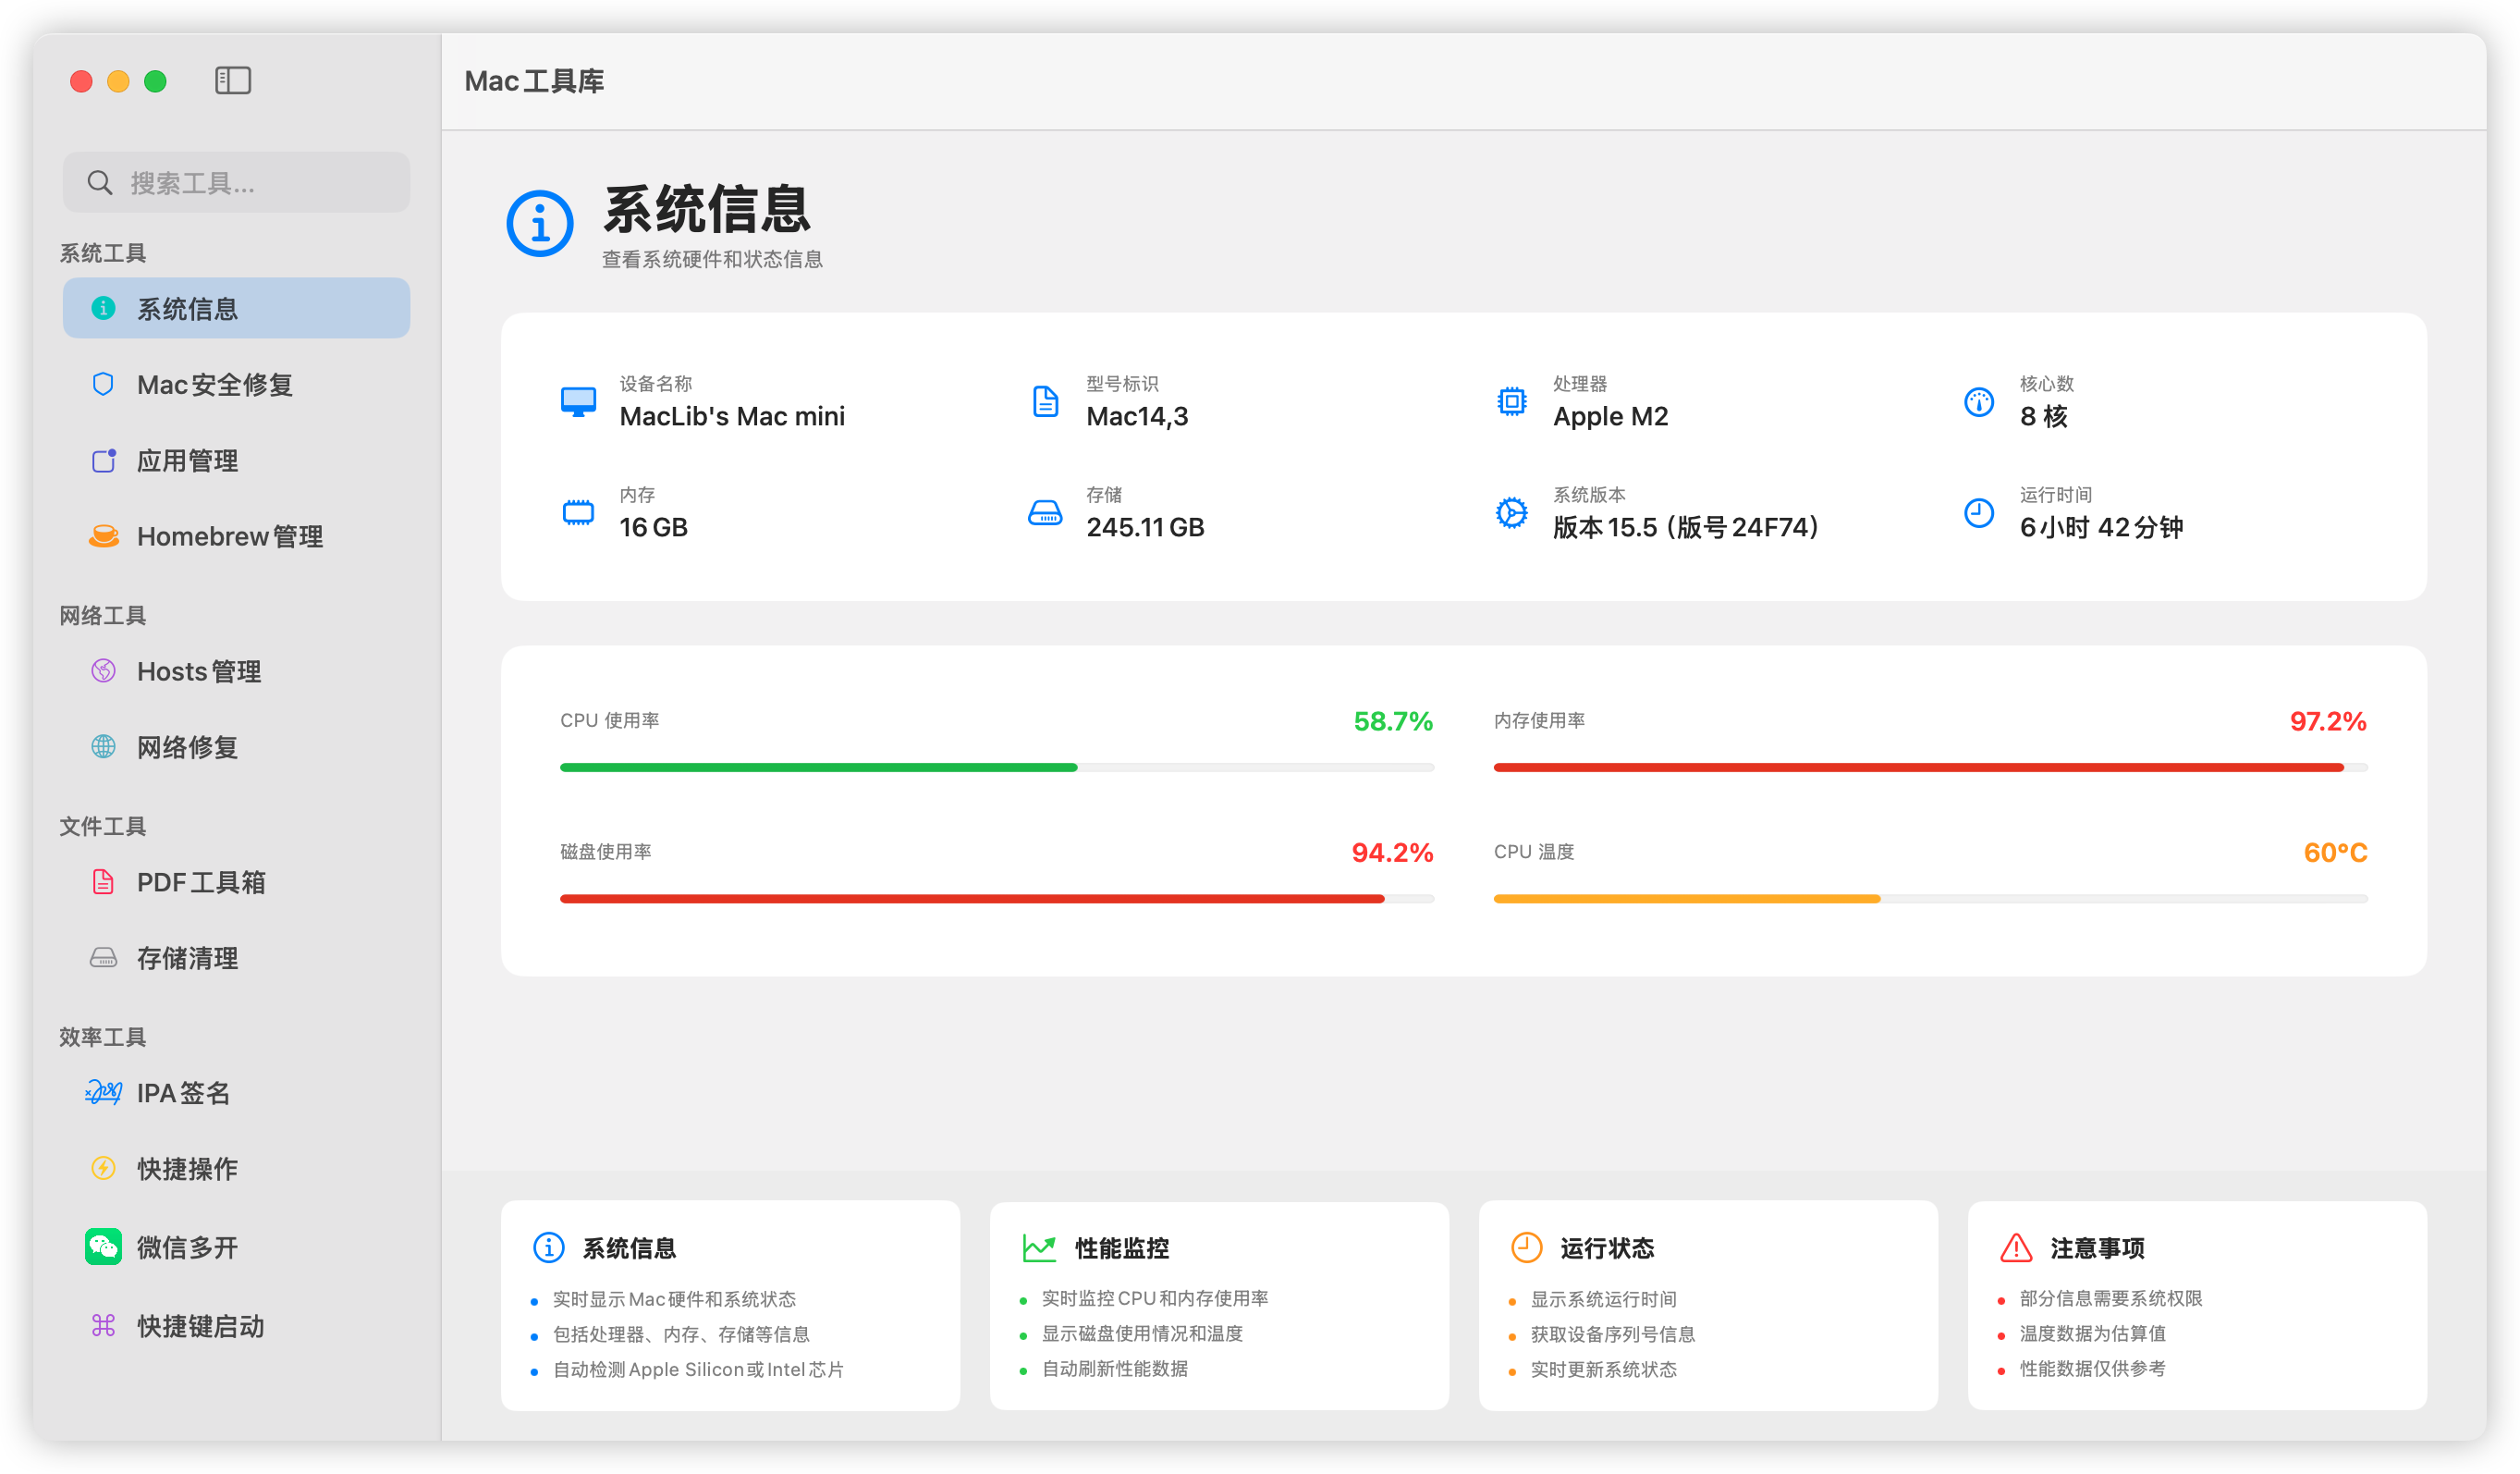 Mac工具库
搜索工具...
系统工具
系统信息
Mac安全修复
应用管理
Homebrew管理
网络工具
Hosts管理
网络修复
文件工具
PDF工具箱
存储清理
效率工具
IPA签名
快捷操作
微信多开
快捷键启动
系统信息
查看系统硬件和状态信息
设备名称
MacLib's Mac mini
型号标识
Mac14,3
处理器
Apple M2
核心数
8 核
内存
16 GB
存储
245.11 GB
系统版本
版本 15.5（版号 24F74）
运行时间
6小时 42分钟
CPU 使用率
58.7%
内存使用率
97.2%
磁盘使用率
94.2%
CPU 温度
60°C
系统信息
实时显示Mac硬件和系统状态
包括处理器、内存、存储等信息
自动检测Apple Silicon或Intel芯片
性能监控
实时监控CPU和内存使用率
显示磁盘使用情况和温度
自动刷新性能数据
运行状态
显示系统运行时间
获取设备序列号信息
实时更新系统状态
注意事项
部分信息需要系统权限
温度数据为估算值
性能数据仅供参考